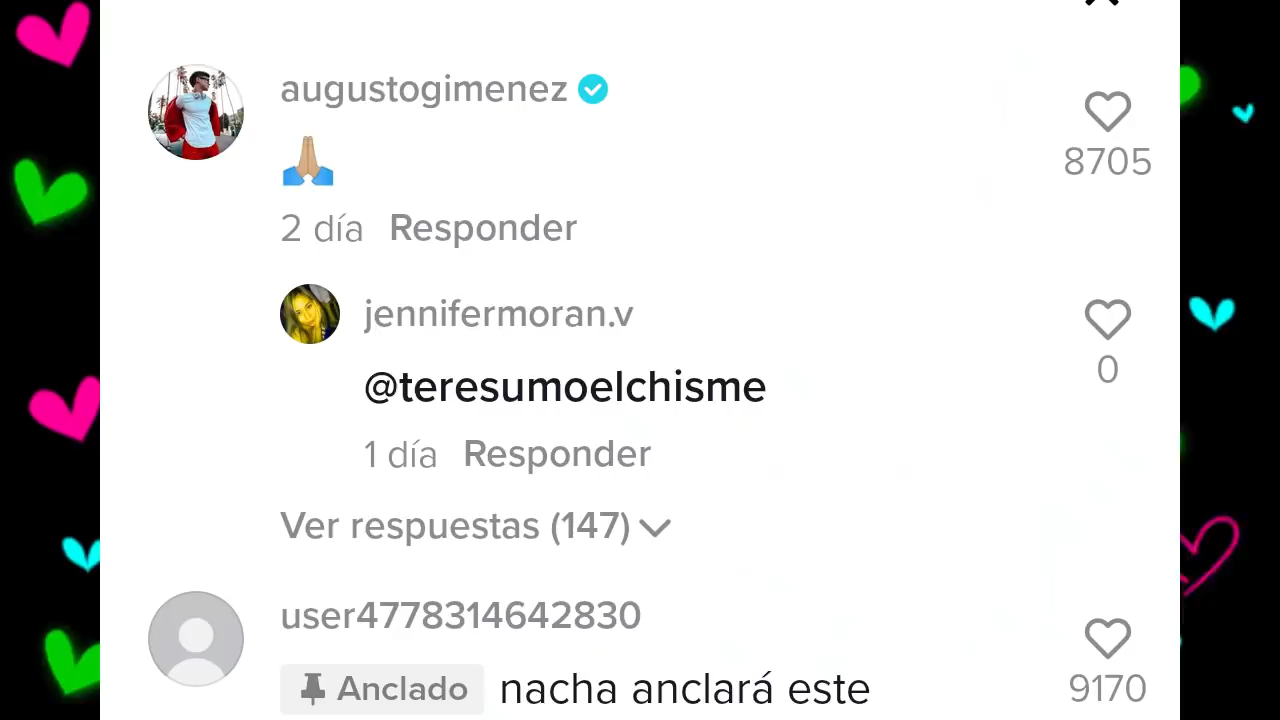 augustogimenez
🙏🏼
8705
2 día Responder
jennifermoran.v
@teresumoelchisme
0
1 día Responder
Ver respuestas (147)
user4778314642830
Anclado nacha anclará este
9170